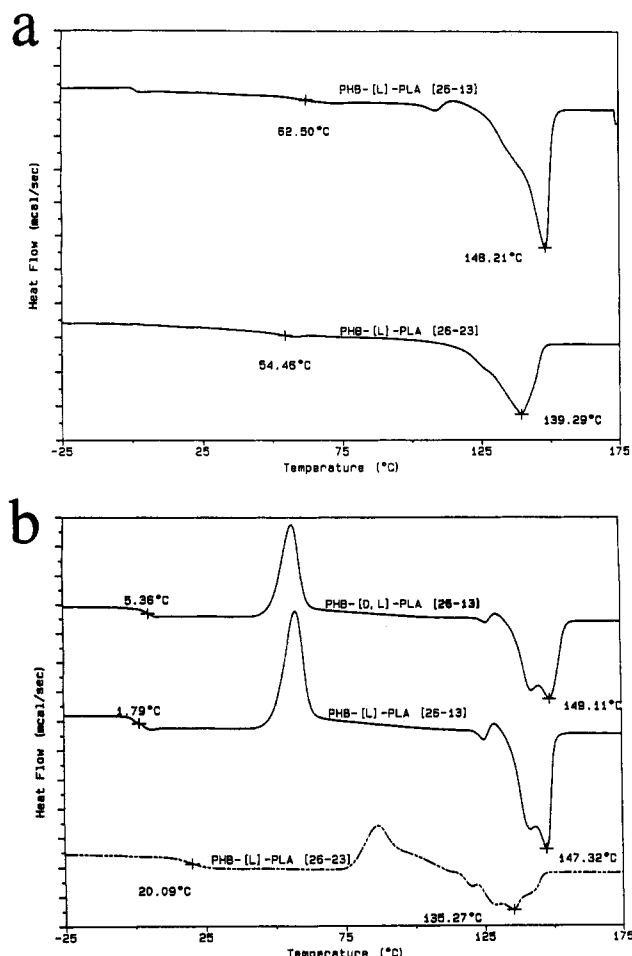 a
PHB-[L]-PLA [26-13]
62.50°C
148.21°C
PHB-[L]-PLA [26-23]
54.46°C
139.29°C
Heat Flow (mcal/sec)
-25 25 75 125 175
Temperature (°C)
b
5.36°C
PHB-[D,L]-PLA [26-13]
149.11°C
1.79°C
PHB-[L]-PLA [26-13]
147.32°C
PHB-[L]-PLA [26-23]
20.09°C
135.27°C
Heat Flow (mcal/sec)
-25 25 75 125 175
Temperature (°C)